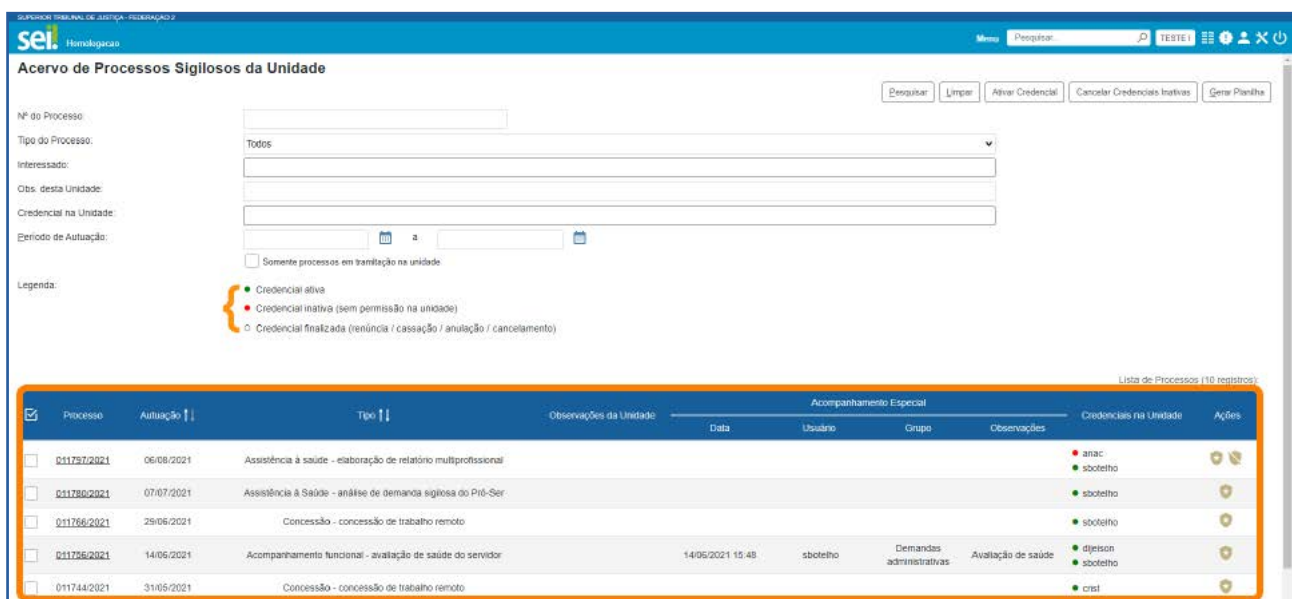 SUPERIOR TRIBUNAL DE JUSTIÇA - FEDERAÇÃO 2
sei! Homologacao Menu Pesquisar... TESTE I
Acervo de Processos Sigilosos da Unidade
Pesquisar Limpar Ativar Credencial Cancelar Credenciais Inativas Gerar Planilha
Nº do Processo:
Tipo do Processo: Todos
Interessado:
Obs. desta Unidade:
Credencial na Unidade:
Período de Autuação: a
Somente processos em tramitação na unidade
Legenda:
Credencial ativa
Credencial inativa (sem permissão na unidade)
Credencial finalizada (renúncia / cassação / anulação / cancelamento)
Lista de Processos (10 registros):
Processo Autuação Tipo Observações da Unidade Acompanhamento Especial Credenciais na Unidade Ações
Data Usuário Grupo Observações
011797/2021 06/08/2021 Assistência à saúde - elaboração de relatório multiprofissional anac
sbotelho
011780/2021 07/07/2021 Assistência à Saúde - análise de demanda sigilosa do Pró-Ser sbotelho
011766/2021 29/06/2021 Concessão - concessão de trabalho remoto sbotelho
011756/2021 14/06/2021 Acompanhamento funcional - avaliação de saúde do servidor 14/06/2021 15:48 sbotelho Demandas administrativas Avaliação de saúde dijeison
sbotelho
011744/2021 31/05/2021 Concessão - concessão de trabalho remoto crist